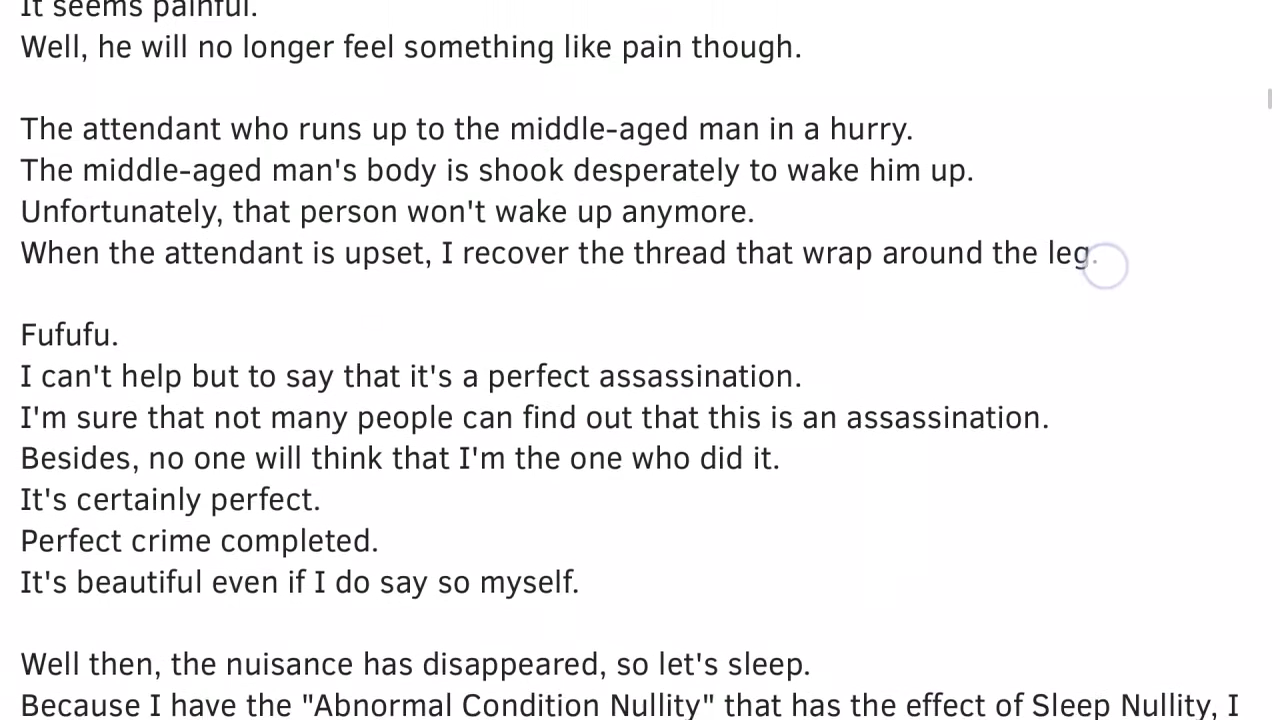 It seems painful.
Well, he will no longer feel something like pain though.
The attendant who runs up to the middle-aged man in a hurry.
The middle-aged man's body is shook desperately to wake him up.
Unfortunately, that person won't wake up anymore.
When the attendant is upset, I recover the thread that wrap around the leg.
Fufufu.
I can't help but to say that it's a perfect assassination.
I'm sure that not many people can find out that this is an assassination.
Besides, no one will think that I'm the one who did it.
It's certainly perfect.
Perfect crime completed.
It's beautiful even if I do say so myself.
Well then, the nuisance has disappeared, so let's sleep.
Because I have the "Abnormal Condition Nullity" that has the effect of Sleep Nullity, I